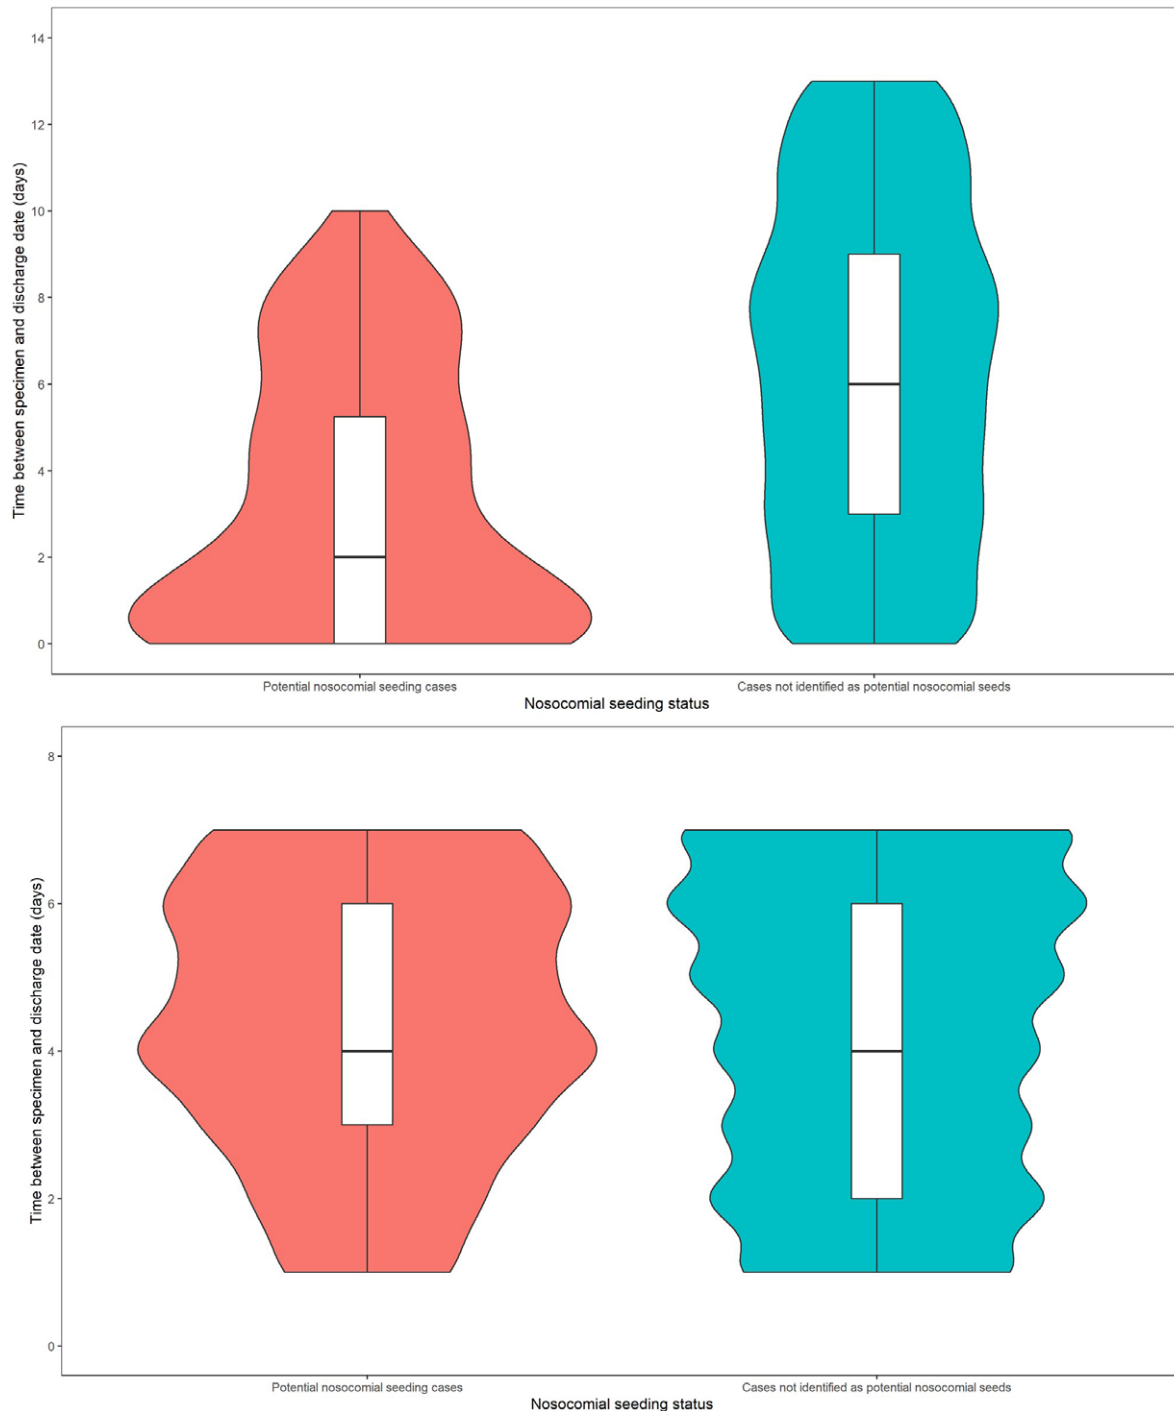 Time between specimen and discharge date (days)
14
12
10
8
6
4
2
0
Potential nosocomial seeding cases
Cases not identified as potential nosocomial seeds
Nosocomial seeding status
Time between specimen and discharge date (days)
8
6
4
2
0
Potential nosocomial seeding cases
Cases not identified as potential nosocomial seeds
Nosocomial seeding status